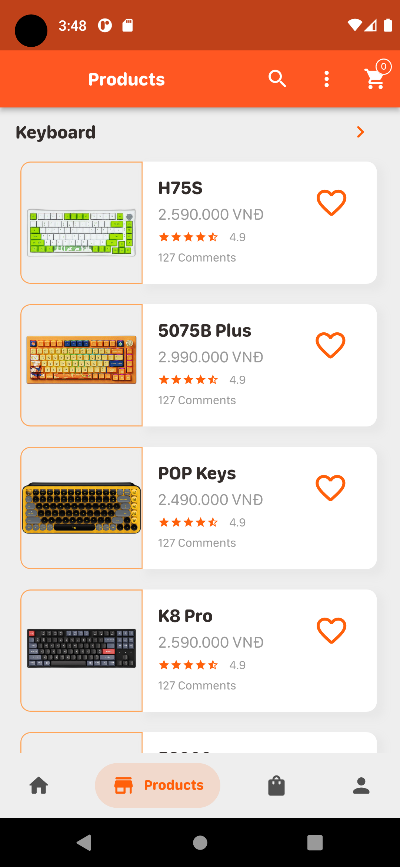 3:48
Products
0
Keyboard
H75S
2.590.000 VNĐ
4.9
127 Comments
5075B Plus
2.990.000 VNĐ
4.9
127 Comments
POP Keys
2.490.000 VNĐ
4.9
127 Comments
K8 Pro
2.590.000 VNĐ
4.9
127 Comments
Products